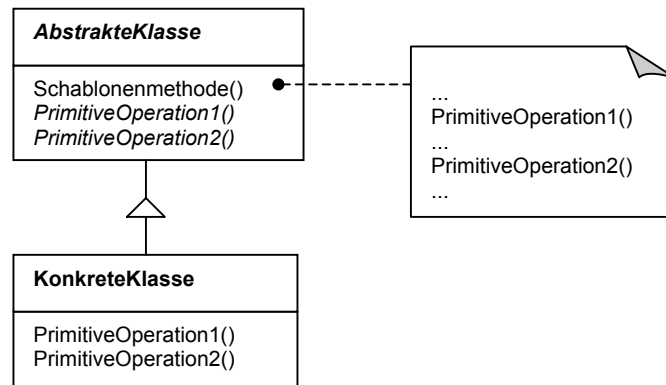 AbstrakteKlasse
Schablonenmethode()
PrimitiveOperation1()
PrimitiveOperation2()
...
PrimitiveOperation1()
...
PrimitiveOperation2()
...
KonkreteKlasse
PrimitiveOperation1()
PrimitiveOperation2()